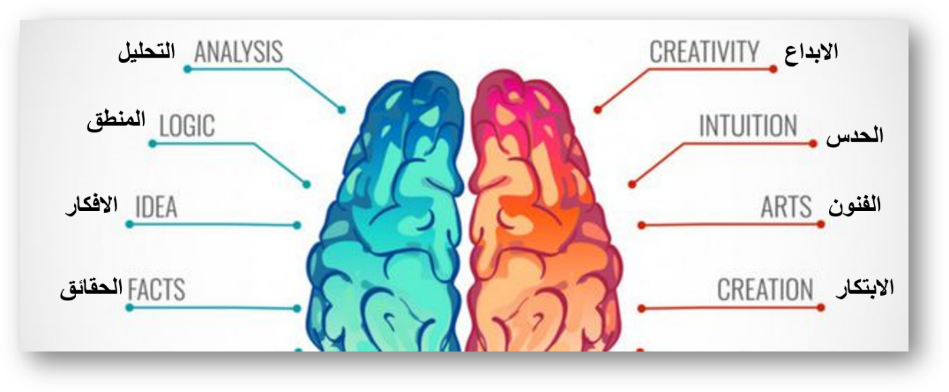 التحليل ANALYSIS
CREATIVITY الابداع
المنطق LOGIC
INTUITION الحدس
الافكار IDEA
ARTS الفنون
الحقائق FACTS
CREATION الابتكار